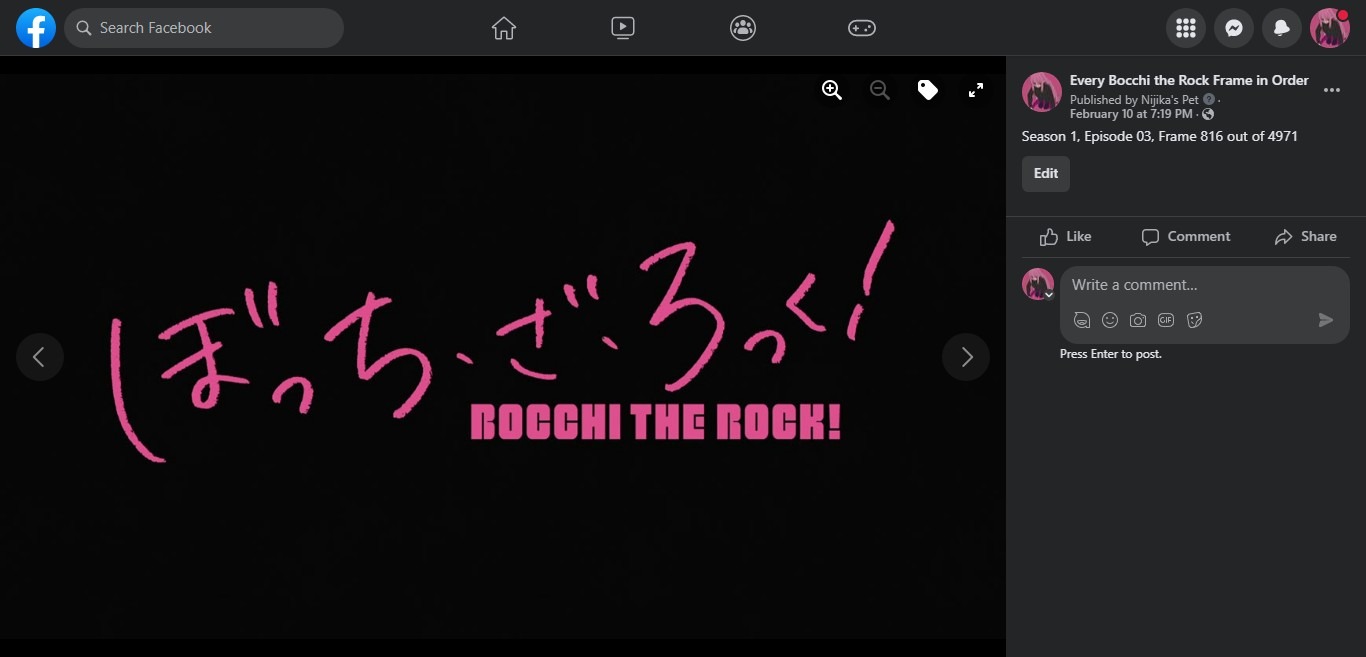 Search Facebook
ぼっち・ざ・ろっく!
BOCCHI THE ROCK!
Every Bocchi the Rock Frame in Order
Published by Nijika's Pet ·
February 10 at 7:19 PM ·
Season 1, Episode 03, Frame 816 out of 4971
Edit
Like
Comment
Share
Write a comment...
GIF
Press Enter to post.